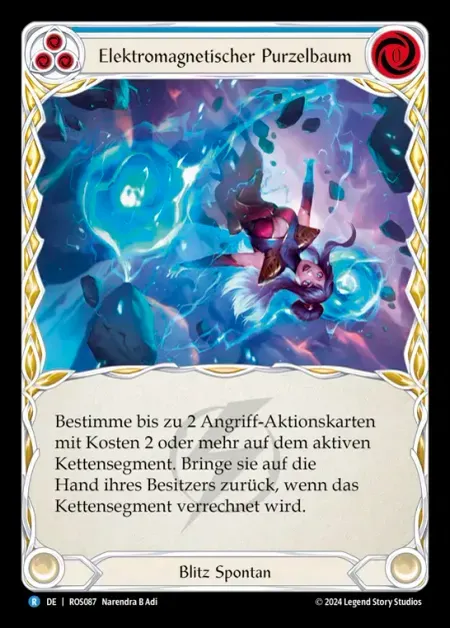 Elektromagnetischer Purzelbaum
0
Bestimme bis zu 2 Angriff-Aktionskarten
mit Kosten 2 oder mehr auf dem aktiven
Kettensegment. Bringe sie auf die
Hand ihres Besitzers zurück, wenn das
Kettensegment verrechnet wird.
Blitz Spontan
R DE | ROS087 Narendra B Adi
© 2024 Legend Story Studios